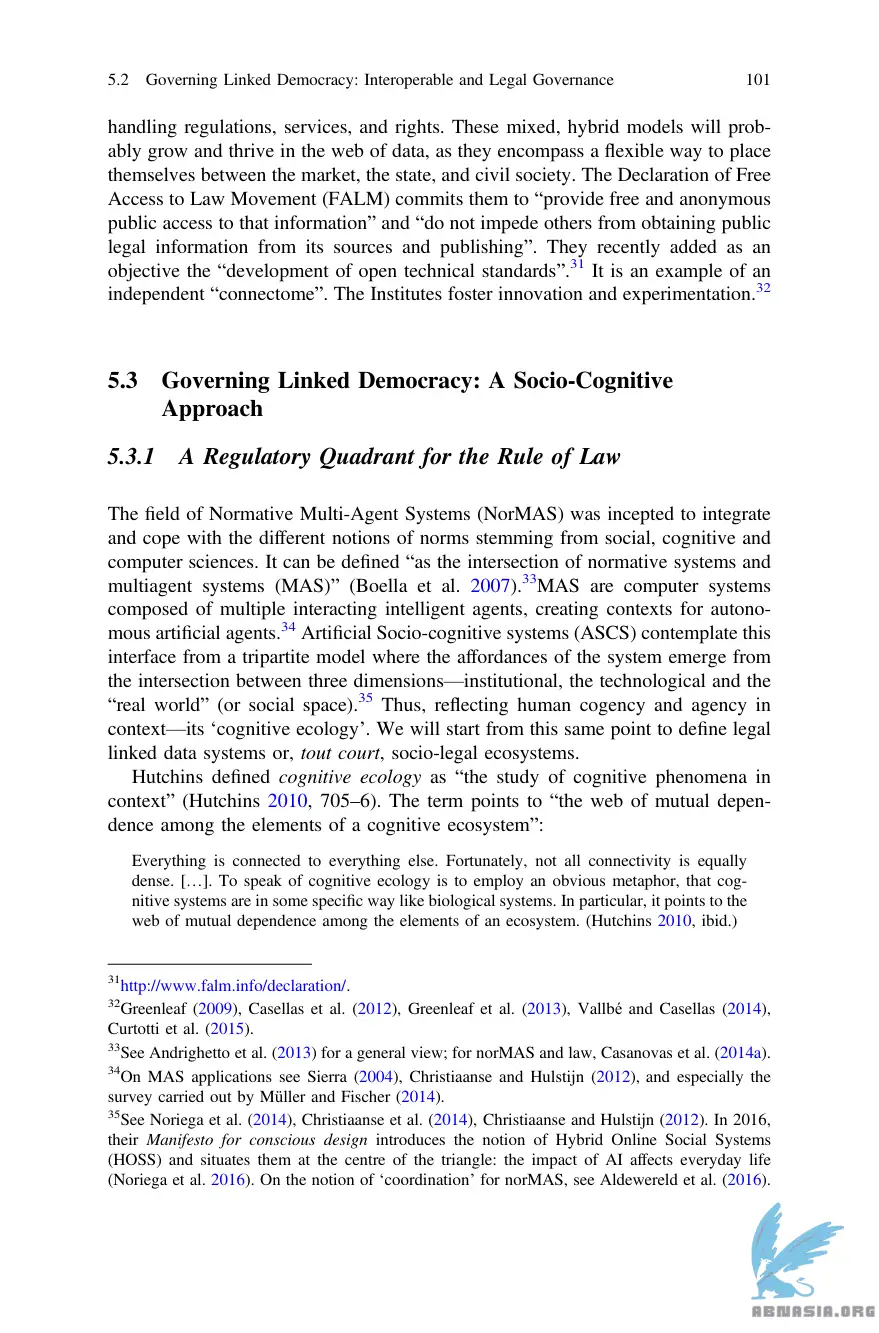 5.2 Governing Linked Democracy: Interoperable and Legal Governance 101
handling regulations, services, and rights. These mixed, hybrid models will prob-
ably grow and thrive in the web of data, as they encompass a flexible way to place
themselves between the market, the state, and civil society. The Declaration of Free
Access to Law Movement (FALM) commits them to “provide free and anonymous
public access to that information” and “do not impede others from obtaining public
legal information from its sources and publishing”. They recently added as an
objective the “development of open technical standards”.31 It is an example of an
independent “connectome”. The Institutes foster innovation and experimentation.32
5.3 Governing Linked Democracy: A Socio-Cognitive
Approach
5.3.1 A Regulatory Quadrant for the Rule of Law
The field of Normative Multi-Agent Systems (NorMAS) was incepted to integrate
and cope with the different notions of norms stemming from social, cognitive and
computer sciences. It can be defined “as the intersection of normative systems and
multiagent systems (MAS)” (Boella et al. 2007).33MAS are computer systems
composed of multiple interacting intelligent agents, creating contexts for autono-
mous artificial agents.34 Artificial Socio-cognitive systems (ASCS) contemplate this
interface from a tripartite model where the affordances of the system emerge from
the intersection between three dimensions—institutional, the technological and the
“real world” (or social space).35 Thus, reflecting human cogency and agency in
context—its ‘cognitive ecology’. We will start from this same point to define legal
linked data systems or, tout court, socio-legal ecosystems.
Hutchins defined cognitive ecology as “the study of cognitive phenomena in
context” (Hutchins 2010, 705–6). The term points to “the web of mutual depen-
dence among the elements of a cognitive ecosystem”:
Everything is connected to everything else. Fortunately, not all connectivity is equally
dense. […]. To speak of cognitive ecology is to employ an obvious metaphor, that cog-
nitive systems are in some specific way like biological systems. In particular, it points to the
web of mutual dependence among the elements of an ecosystem. (Hutchins 2010, ibid.)
31http://www.falm.info/declaration/.
32Greenleaf (2009), Casellas et al. (2012), Greenleaf et al. (2013), Vallbé and Casellas (2014),
Curtotti et al. (2015).
33See Andrighetto et al. (2013) for a general view; for norMAS and law, Casanovas et al. (2014a).
34On MAS applications see Sierra (2004), Christiaanse and Hulstijn (2012), and especially the
survey carried out by Müller and Fischer (2014).
35See Noriega et al. (2014), Christiaanse et al. (2014), Christiaanse and Hulstijn (2012). In 2016,
their Manifesto for conscious design introduces the notion of Hybrid Online Social Systems
(HOSS) and situates them at the centre of the triangle: the impact of AI affects everyday life
(Noriega et al. 2016). On the notion of ‘coordination’ for norMAS, see Aldewereld et al. (2016).
ABNASIA.ORG